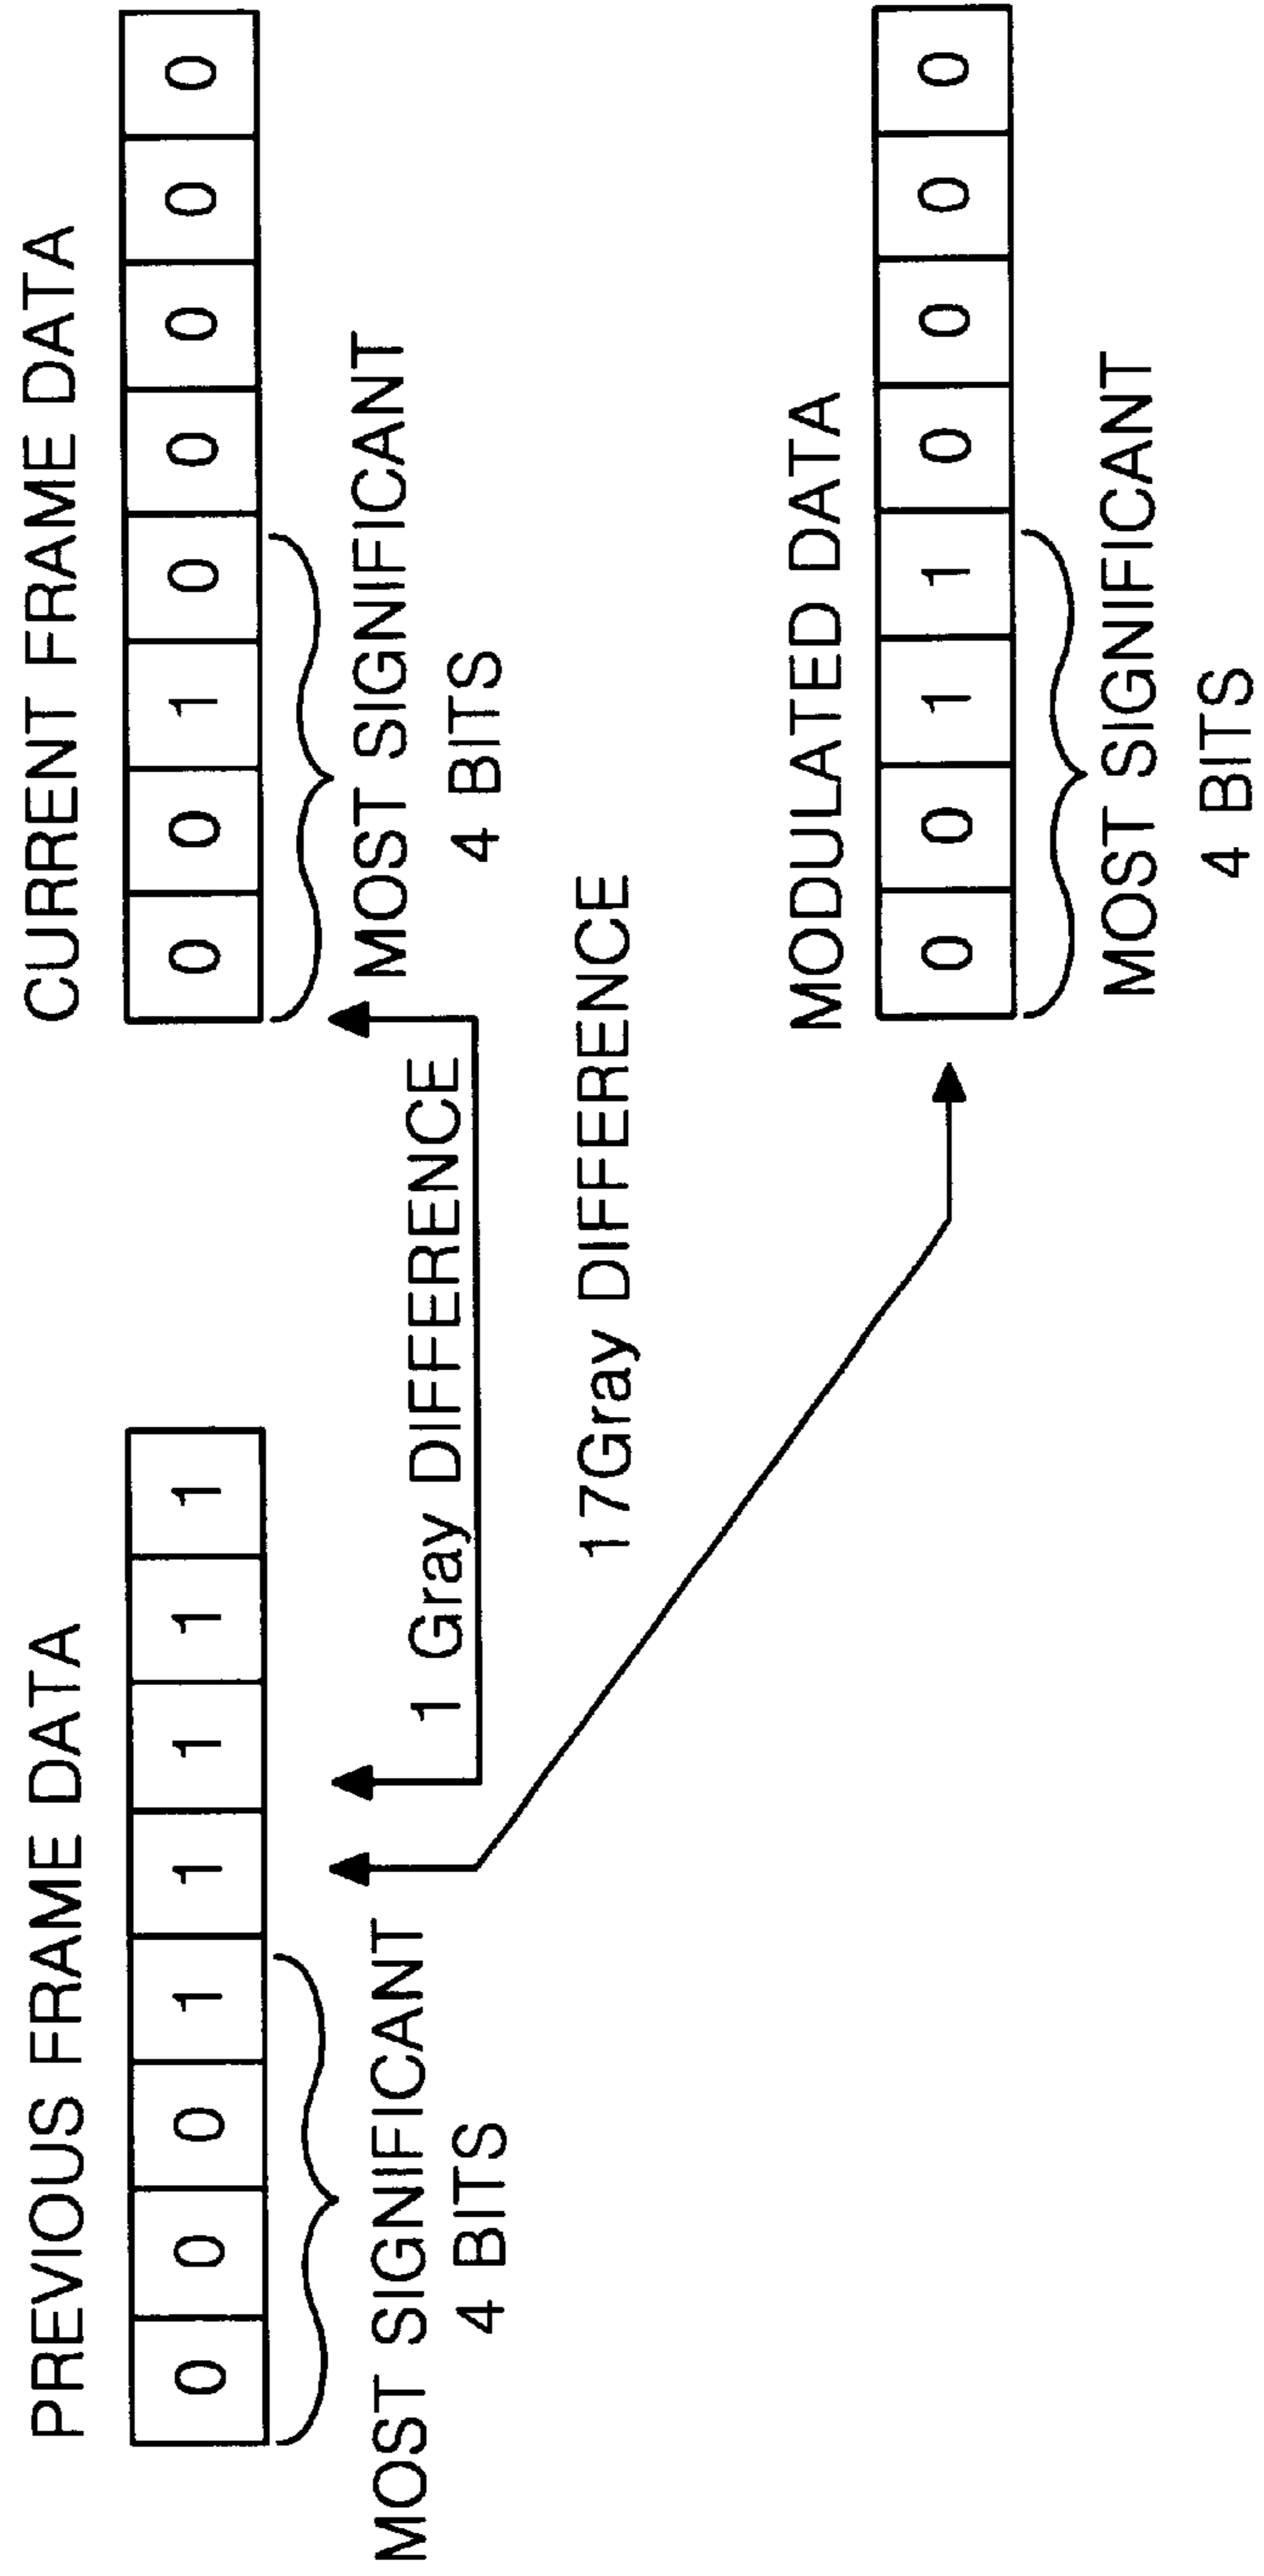 PREVIOUS FRAME DATA
0 0 0 1 1 1 1 1
MOST SIGNIFICANT
4 BITS
CURRENT FRAME DATA
0 0 1 0 0 0 0 0
MOST SIGNIFICANT
4 BITS
1 Gray DIFFERENCE
17Gray DIFFERENCE
MODULATED DATA
0 0 1 1 0 0 0 0
MOST SIGNIFICANT
4 BITS